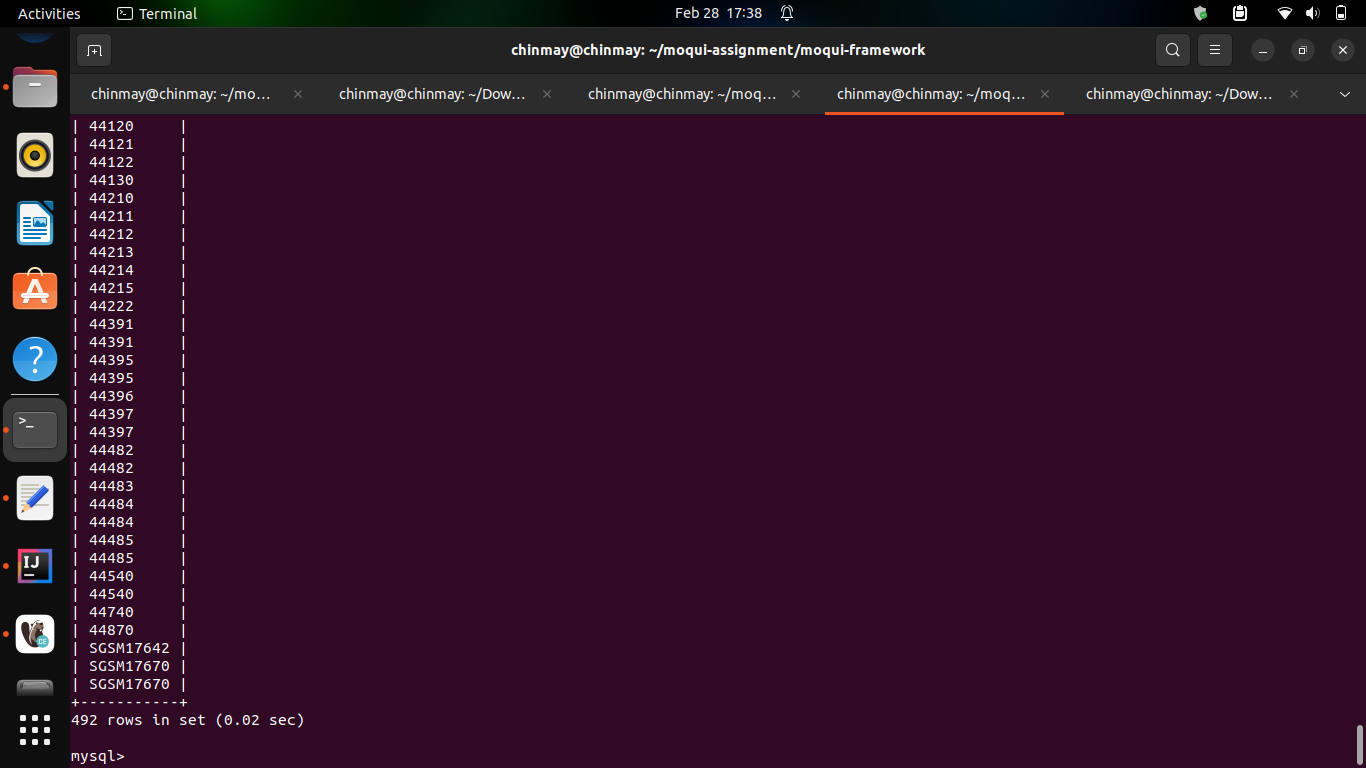 Activities
Terminal
Feb 28 17:38
chinmay@chinmay: ~/moqui-assignment/moqui-framework
chinmay@chinmay: ~/mo...
chinmay@chinmay: ~/Dow...
chinmay@chinmay: ~/moq...
chinmay@chinmay: ~/moq...
chinmay@chinmay: ~/Dow...
| 44120 |
| 44121 |
| 44122 |
| 44130 |
| 44210 |
| 44211 |
| 44212 |
| 44213 |
| 44214 |
| 44215 |
| 44222 |
| 44391 |
| 44391 |
| 44395 |
| 44395 |
| 44396 |
| 44397 |
| 44397 |
| 44482 |
| 44482 |
| 44483 |
| 44484 |
| 44484 |
| 44485 |
| 44485 |
| 44540 |
| 44540 |
| 44740 |
| 44870 |
| SGSM17642 |
| SGSM17670 |
| SGSM17670 |
+-----------+
492 rows in set (0.02 sec)
mysql>
A
?
>_
IJ
CE